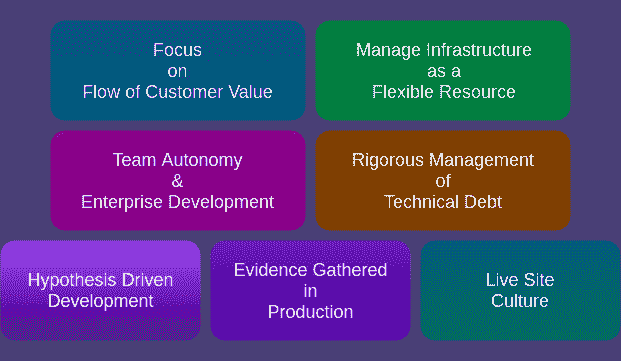 Focus
on
Flow of Customer Value
Manage Infrastructure
as a
Flexible Resource
Team Autonomy
&
Enterprise Development
Rigorous Management
of
Technical Debt
Hypothesis Driven
Development
Evidence Gathered
in
Production
Live Site
Culture